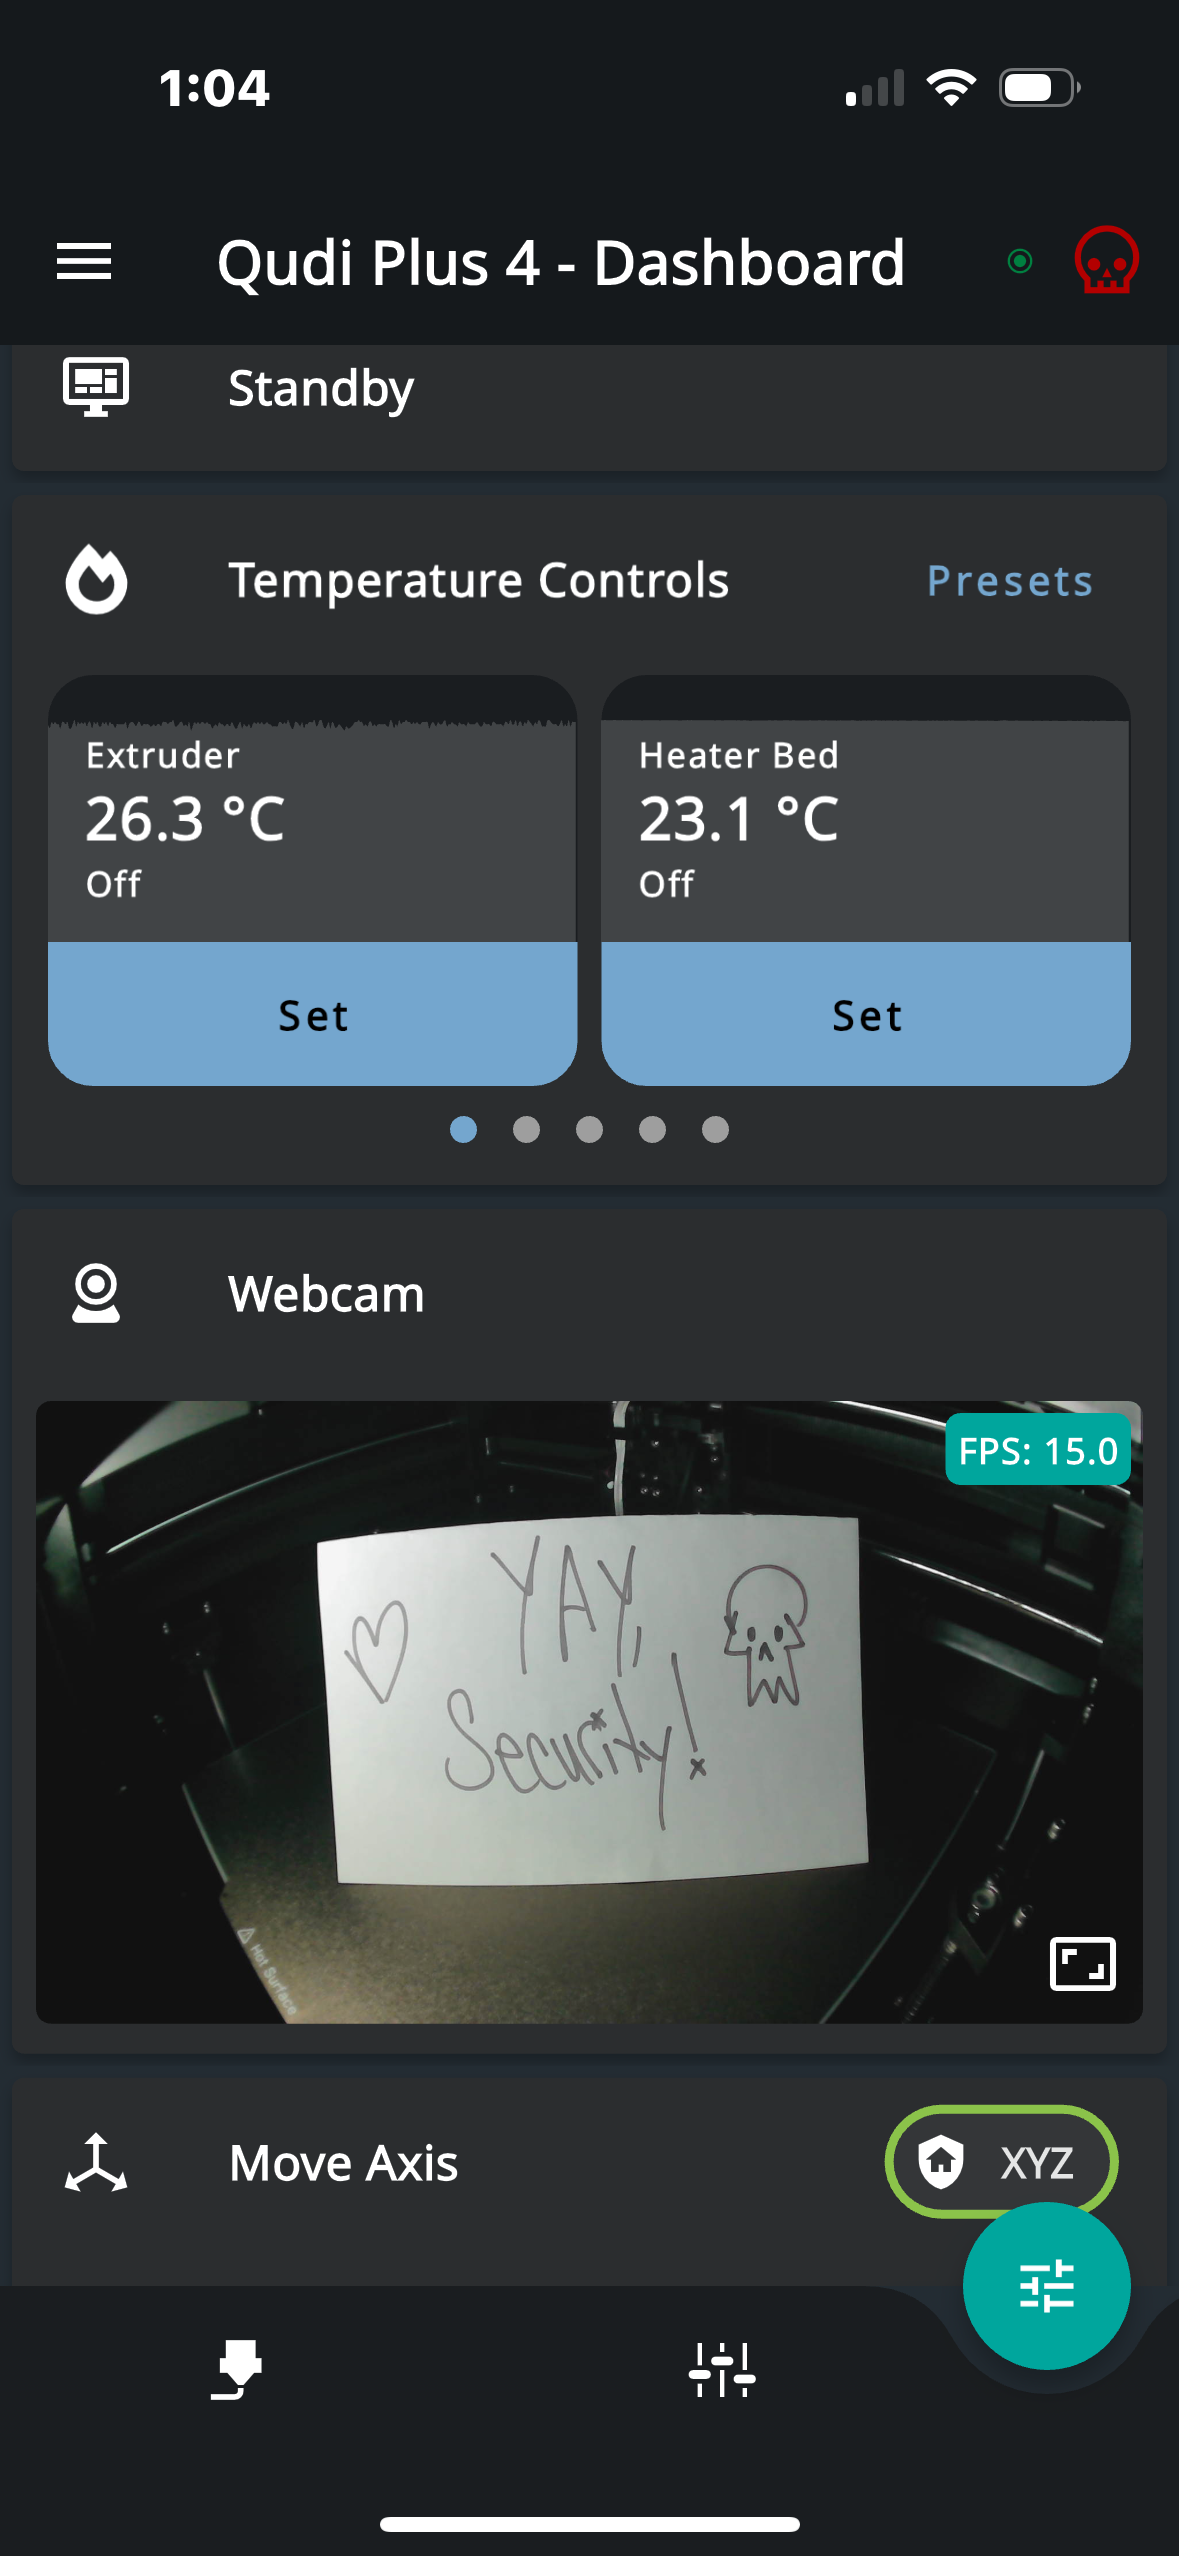 1:04
Qudi Plus 4 - Dashboard
Standby
Temperature Controls
Presets
Extruder
26.3 °C
Off
Set
Heater Bed
23.1 °C
Off
Set
Webcam
FPS: 15.0
YAY,
Security!
Hot Surface
Move Axis
XYZ